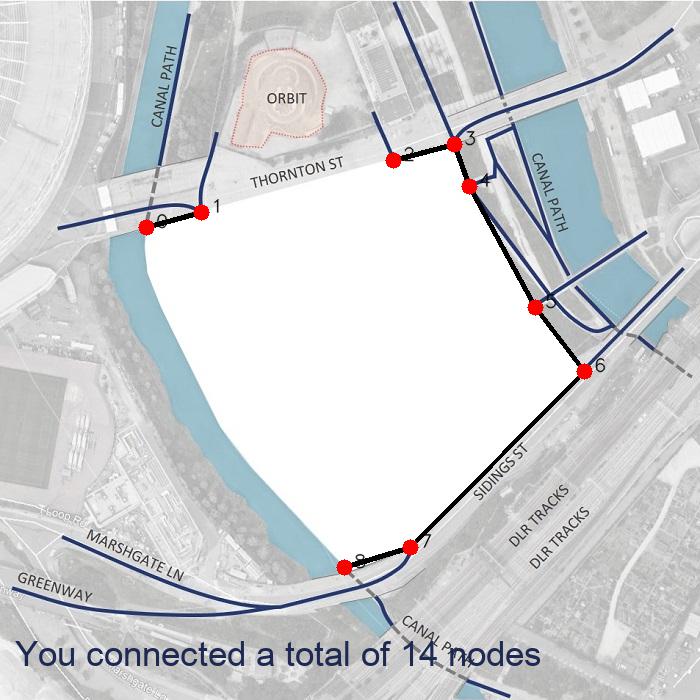 CANAL PATH
ORBIT
THORNTON ST
0
1
2
3
4
CANAL PATH
5
6
SIDINGS ST
DLR TRACKS
DLR TRACKS
7
8
MARSHGATE LN
GREENWAY
CANAL PATH
You connected a total of 14 nodes